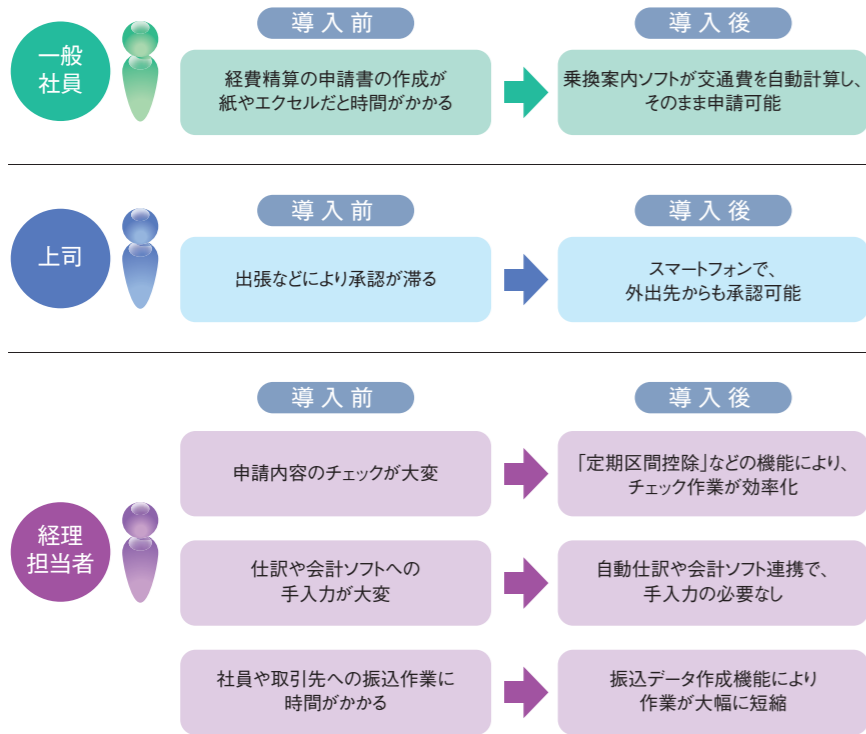 一般
社員
導入前
導入後
経費精算の申請書の作成が
紙やエクセルだと時間がかかる
乗換案内ソフトが交通費を自動計算し、
そのまま申請可能
上司
導入前
導入後
出張などにより承認が滞る
スマートフォンで、
外出先からも承認可能
経理
担当者
導入前
導入後
申請内容のチェックが大変
「定期区間控除」などの機能により、
チェック作業が効率化
仕訳や会計ソフトへの
手入力が大変
自動仕訳や会計ソフト連携で、
手入力の必要なし
社員や取引先への振込作業に
時間がかかる
振込データ作成機能により
作業が大幅に短縮